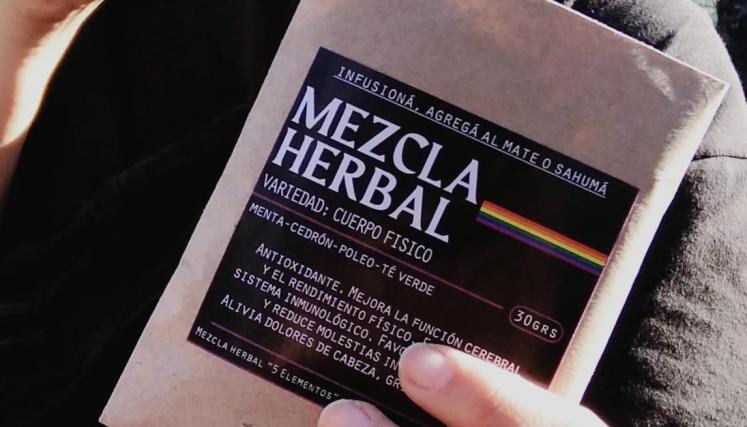 INFUSIONÁ, AGREGÁ AL MATE O SAHUMÁ
MEZCLA
HERBAL
VARIEDAD: CUERPO FISICO
MENTA-CEDRÓN-POLEO-TÉ VERDE
30GRS
ANTIOXIDANTE. MEJORA LA FUNCIÓN CEREBRAL
Y EL RENDIMIENTO FÍSICO.
SISTEMA INMUNOLÓGICO.
Y REDUCE MOLESTIAS
ALIVIA DOLORES DE CABEZA,
MEZCLA HERBAL "5 ELEMENTOS"